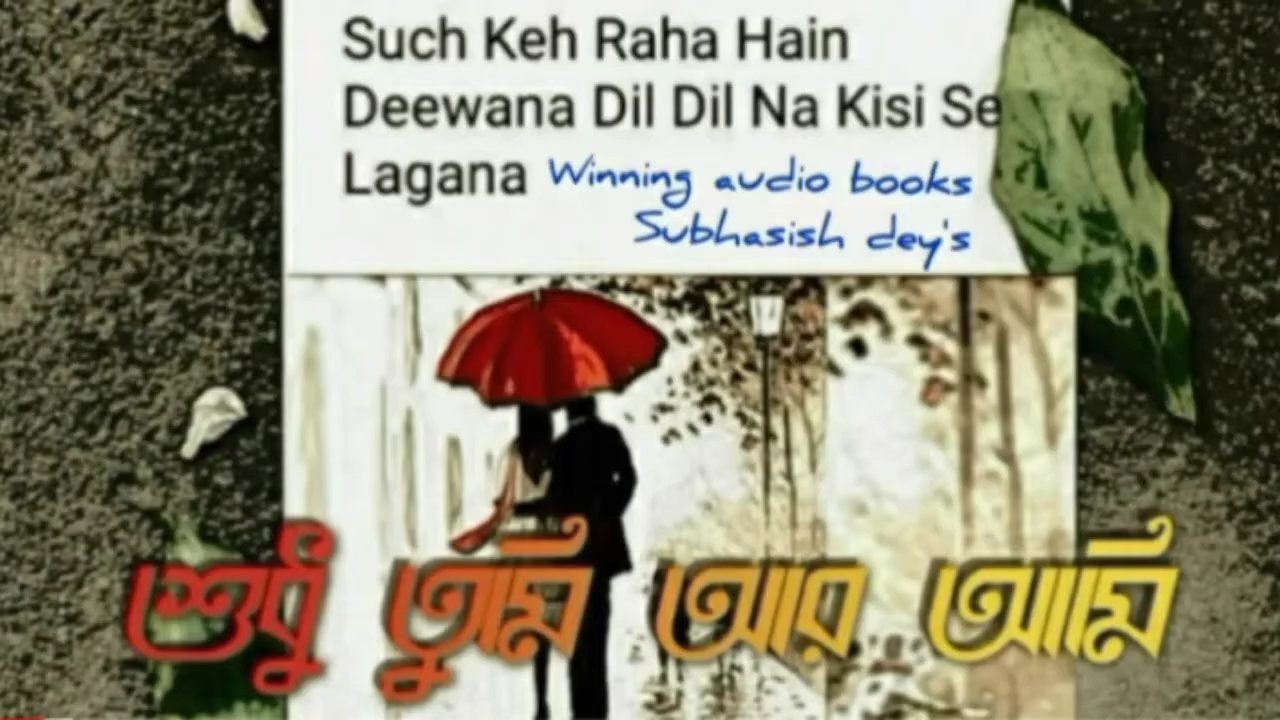 Such Keh Raha Hain
Deewana Dil Dil Na Kisi Se
Lagana
Winning audio books
Subhasish dey's
শুধু তুমি আর আমি